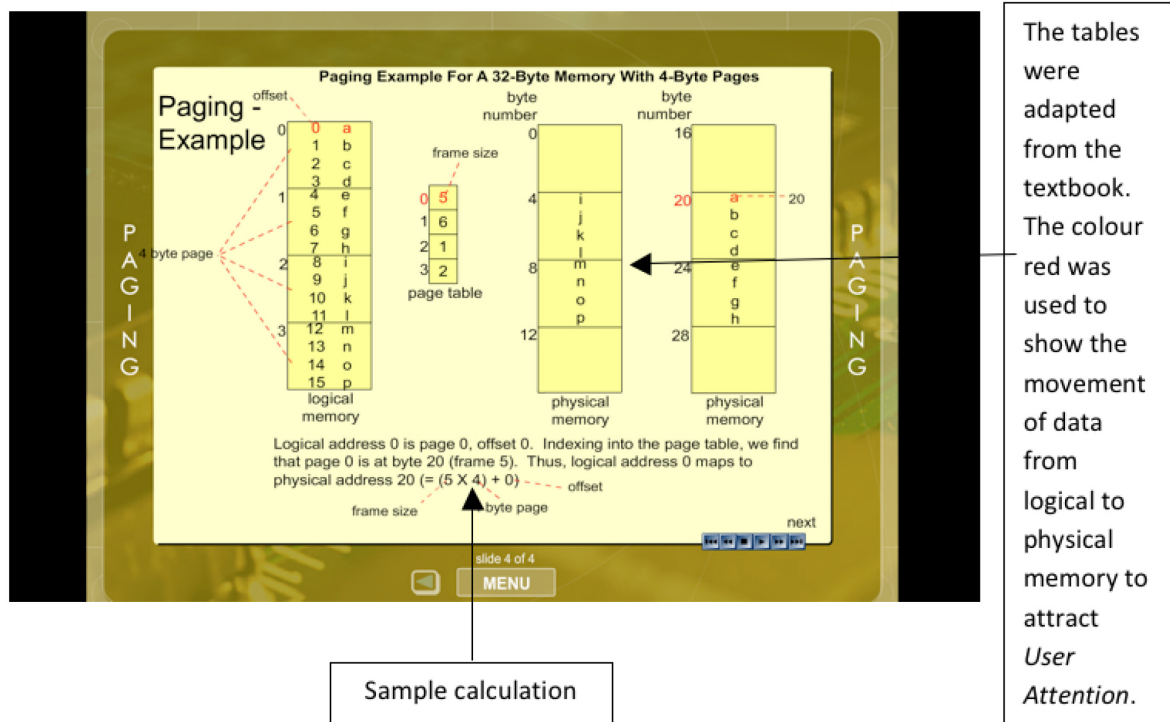 Paging Example For A 32-Byte Memory With 4-Byte Pages
Paging -
Example
offset
0 0 a
1 b
2 c
3 d
1 4 e
5 f
6 g
7 h
2 8 i
9 j
10 k
11 l
3 12 m
13 n
14 o
15 p
logical
memory
4 byte page
frame size
0 5
1 6
2 1
3 2
page table
byte
number
0
4 i
j
k
l
8 m
n
o
p
12
physical
memory
byte
number
16
20 a 20
b
c
d
24 e
f
g
h
28
physical
memory
PAGING
PAGING
Logical address 0 is page 0, offset 0. Indexing into the page table, we find
that page 0 is at byte 20 (frame 5). Thus, logical address 0 maps to
physical address 20 (= (5 X 4) + 0)
offset
frame size
byte page
next
slide 4 of 4
MENU
Sample calculation
The tables
were
adapted
from the
textbook.
The colour
red was
used to
show the
movement
of data
from
logical to
physical
memory to
attract
User
Attention.